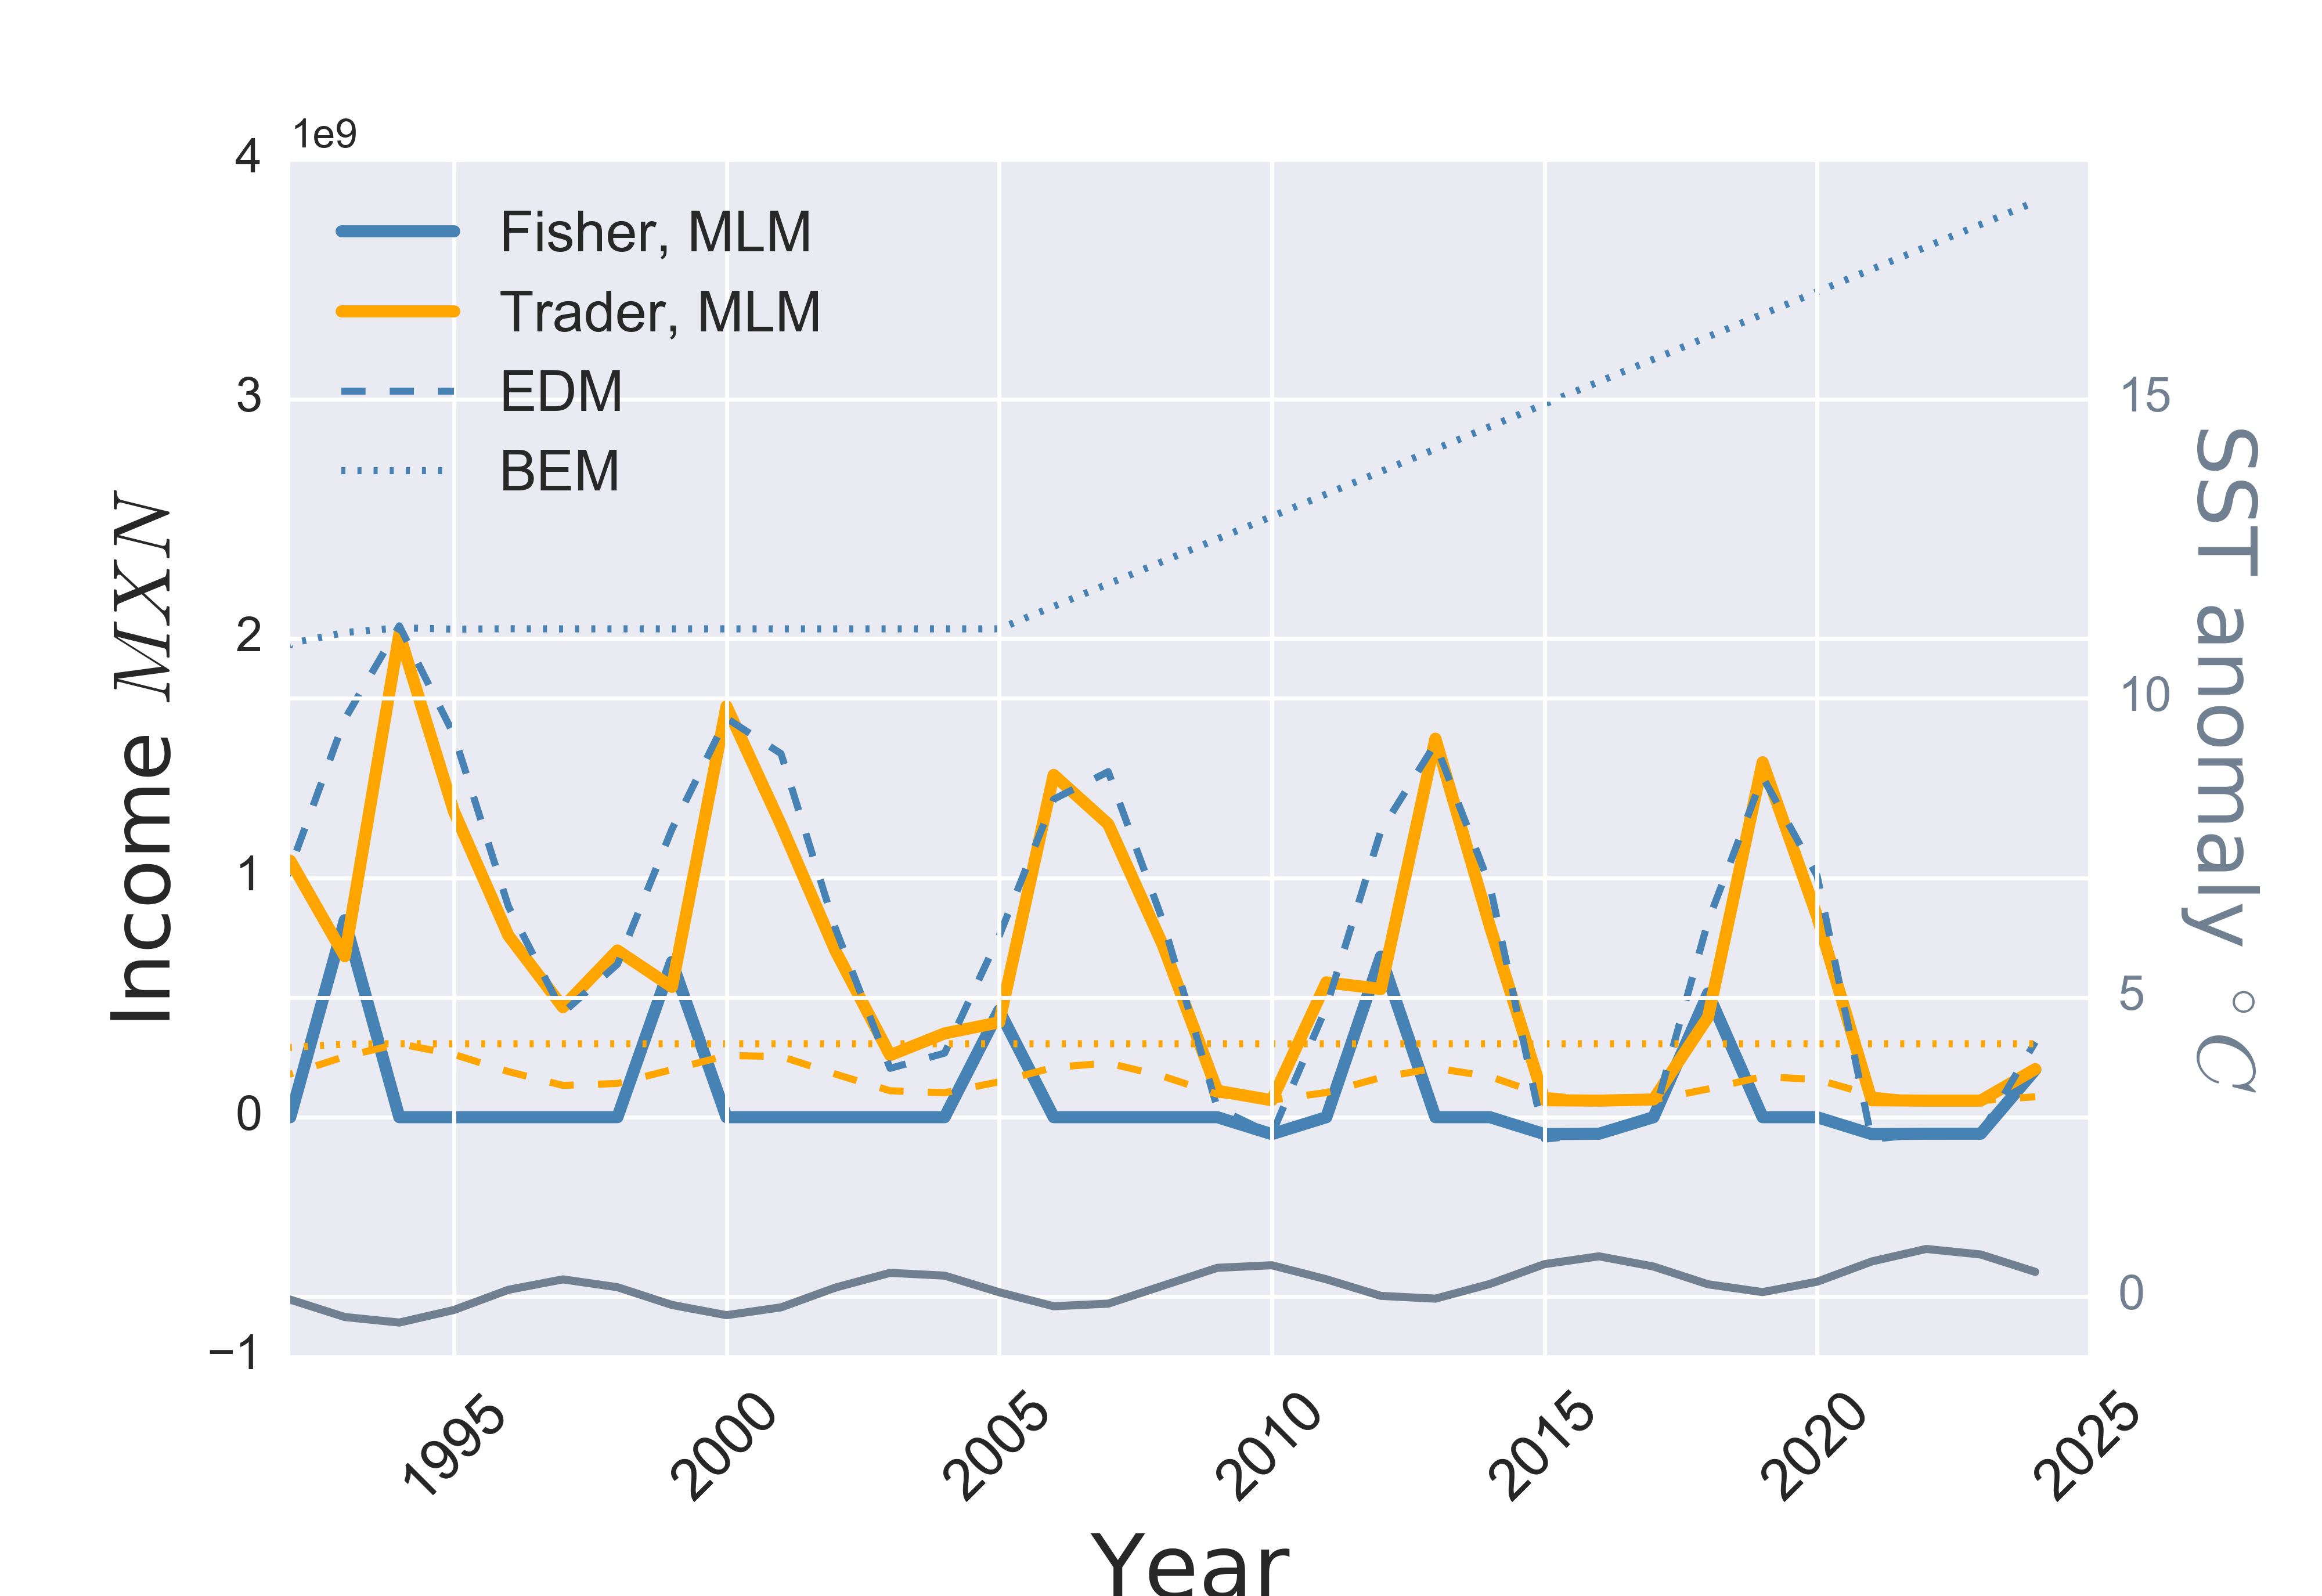 1e9
4
3
2
1
0
−1
Income MXN
Fisher, MLM
Trader, MLM
EDM
BEM
15
10
5
0
SST anomaly °C
1995
2000
2005
2010
2015
2020
2025
Year